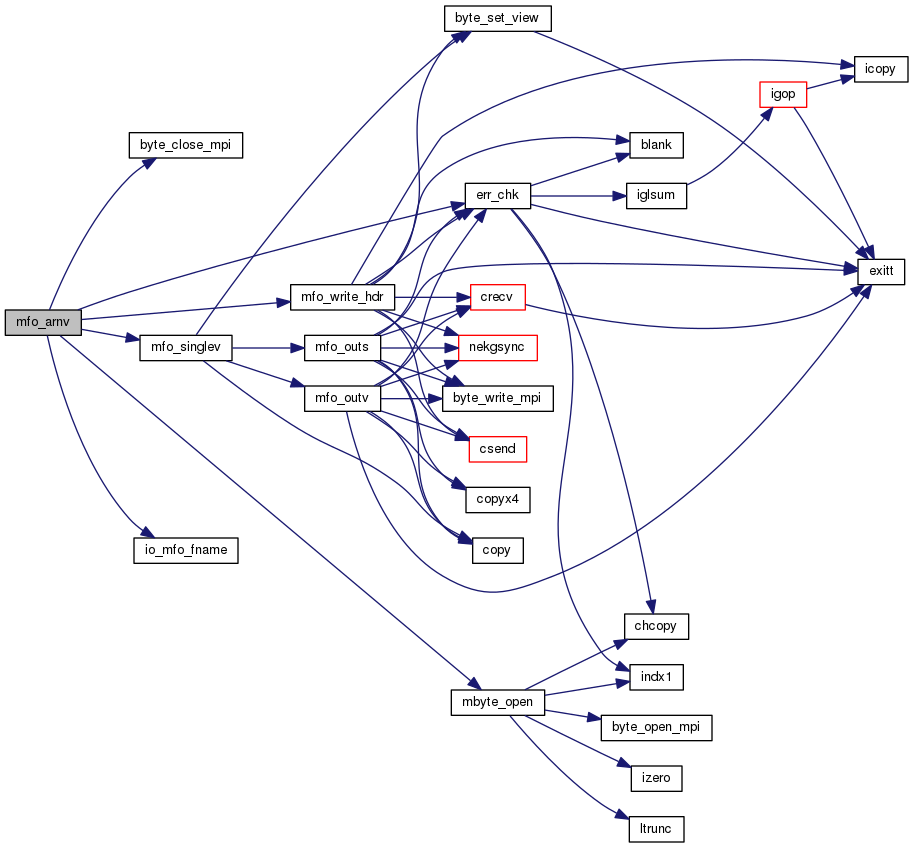 byte_set_view
icopy
igop
byte_close_mpi
blank
err_chk
iglsum
exitt
mfo_write_hdr
crecv
mfo_arnv
mfo_singlev
mfo_outs
nekgsync
mfo_outv
byte_write_mpi
csend
copyx4
io_mfo_fname
copy
chcopy
indx1
mbyte_open
byte_open_mpi
izero
ltrunc